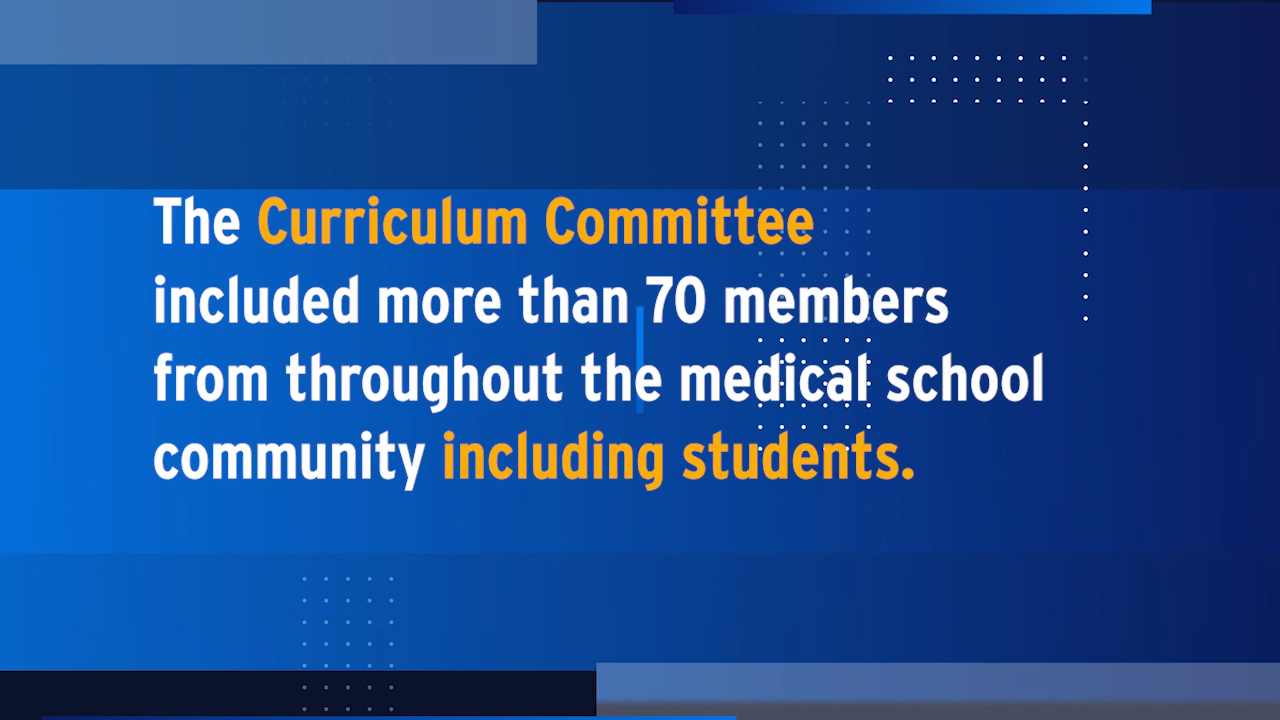 The Curriculum Committee
included more than 70 members
from throughout the medical school
community including students.